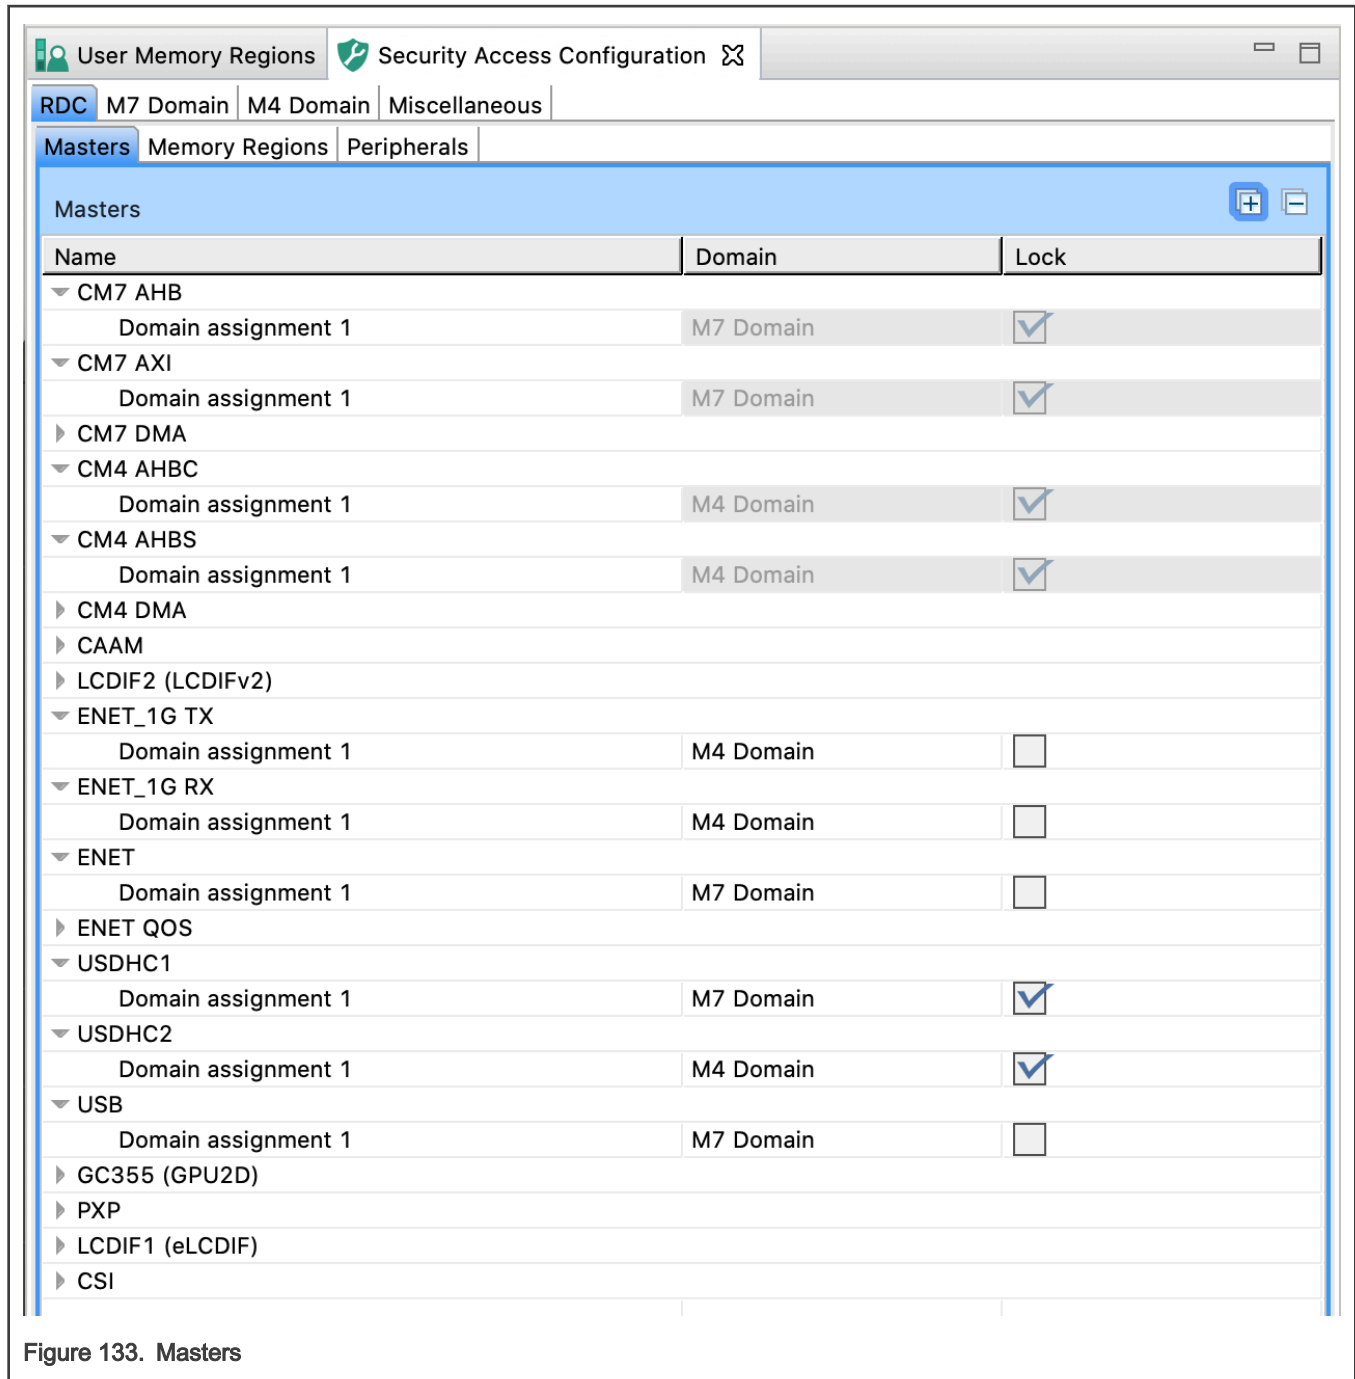 User Memory Regions Security Access Configuration
RDC M7 Domain M4 Domain Miscellaneous
Masters Memory Regions Peripherals
Masters
Name Domain Lock
CM7 AHB
Domain assignment 1 M7 Domain
CM7 AXI
Domain assignment 1 M7 Domain
CM7 DMA
CM4 AHBC
Domain assignment 1 M4 Domain
CM4 AHBS
Domain assignment 1 M4 Domain
CM4 DMA
CAAM
LCDIF2 (LCDIFv2)
ENET_1G TX
Domain assignment 1 M4 Domain
ENET_1G RX
Domain assignment 1 M4 Domain
ENET
Domain assignment 1 M7 Domain
ENET QOS
USDHC1
Domain assignment 1 M7 Domain
USDHC2
Domain assignment 1 M4 Domain
USB
Domain assignment 1 M7 Domain
GC355 (GPU2D)
PXP
LCDIF1 (eLCDIF)
CSI
Figure 133. Masters